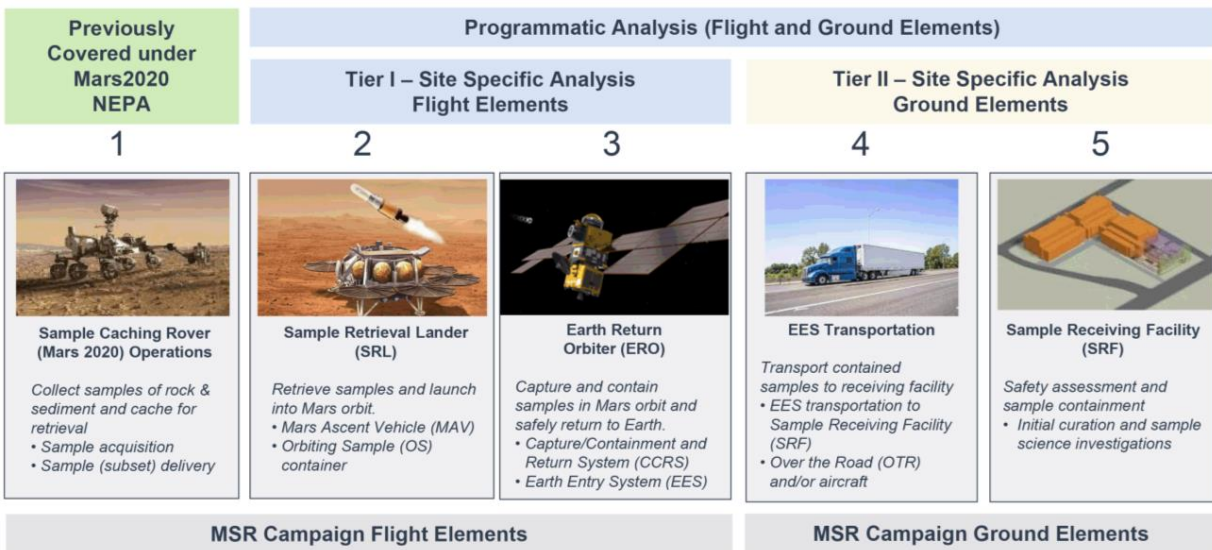 Previously
Covered under
Mars2020
NEPA
Programmatic Analysis (Flight and Ground Elements)
Tier I – Site Specific Analysis
Flight Elements
Tier II – Site Specific Analysis
Ground Elements
1
2
3
4
5
Sample Caching Rover
(Mars 2020) Operations
Collect samples of rock &
sediment and cache for
retrieval
• Sample acquisition
• Sample (subset) delivery
Sample Retrieval Lander
(SRL)
Retrieve samples and launch
into Mars orbit.
• Mars Ascent Vehicle (MAV)
• Orbiting Sample (OS)
container
Earth Return
Orbiter (ERO)
Capture and contain
samples in Mars orbit and
safely return to Earth.
• Capture/Containment and
Return System (CCRS)
• Earth Entry System (EES)
EES Transportation
Transport contained
samples to receiving facility
• EES transportation to
Sample Receiving Facility
(SRF)
• Over the Road (OTR)
and/or aircraft
Sample Receiving Facility
(SRF)
Safety assessment and
sample containment
• Initial curation and sample
science investigations
MSR Campaign Flight Elements
MSR Campaign Ground Elements